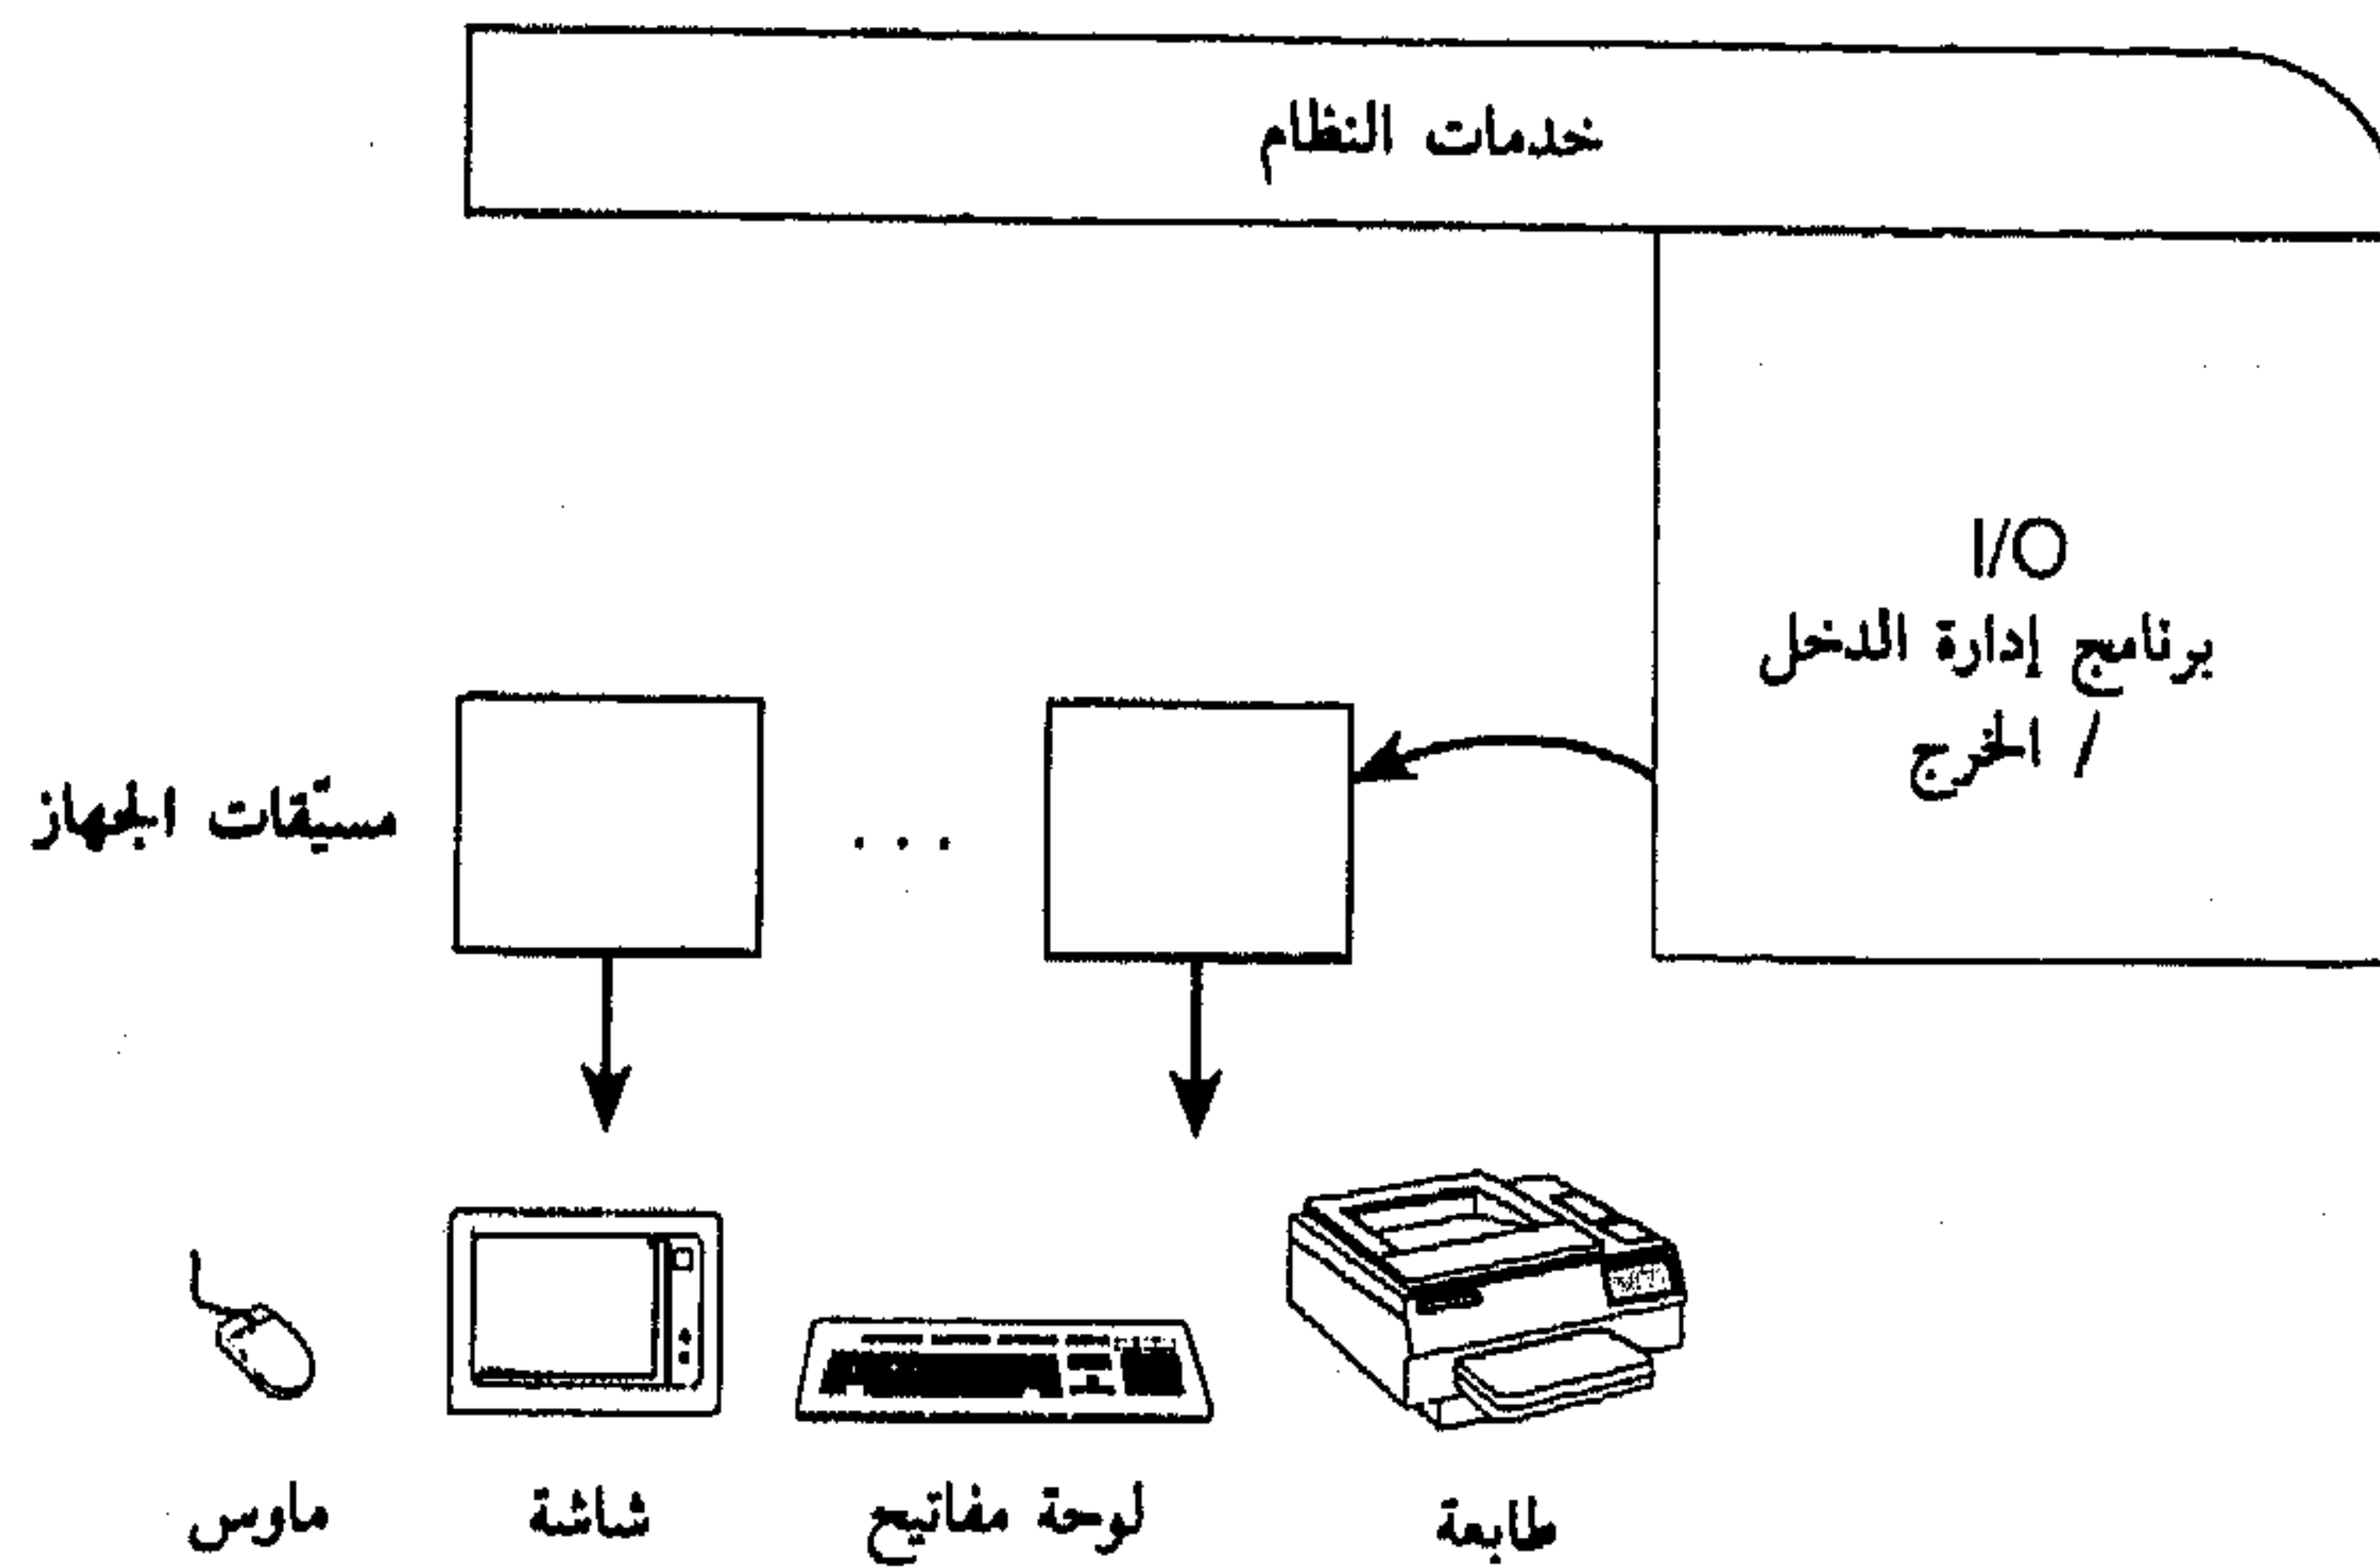 خدمات النظام
I/O
برنامج إدارة الدخل
/ الخرج
مسيّقات الجهاز
طابعة
لوحة مفاتيح
شاشة
ماوس